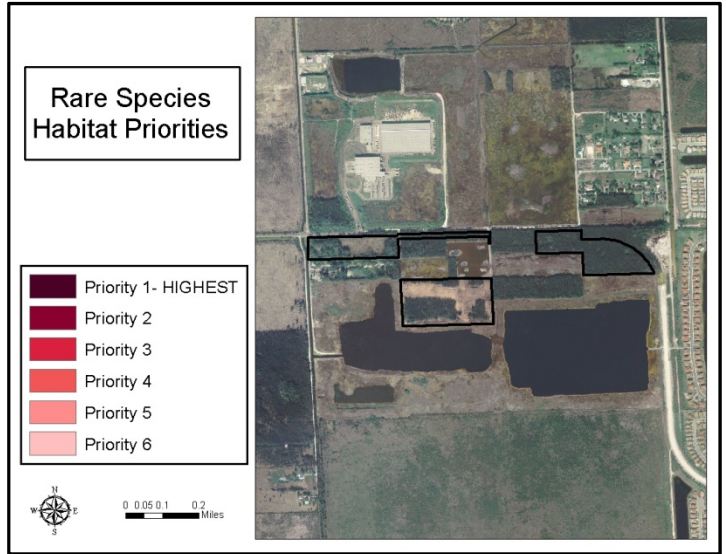 Rare Species
Habitat Priorities
Priority 1- HIGHEST
Priority 2
Priority 3
Priority 4
Priority 5
Priority 6
N
W E
S
0 0.05 0.1 0.2
Miles